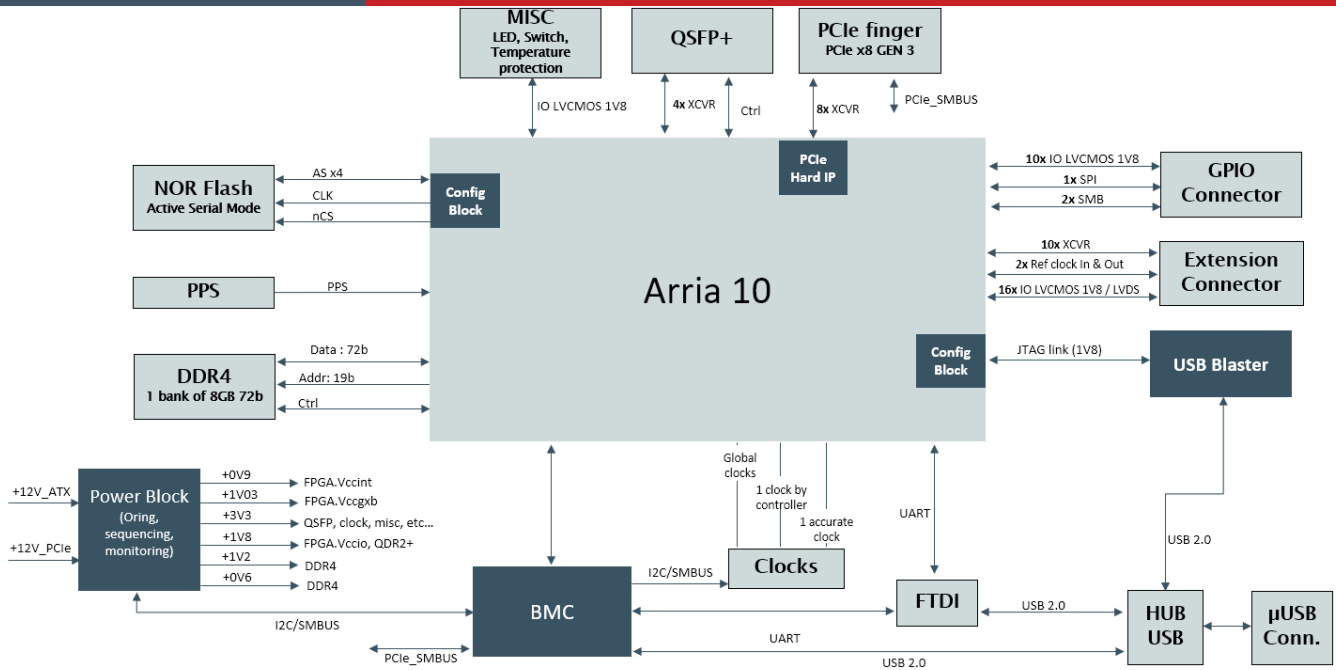 MISC
LED, Switch,
Temperature
protection
QSFP+
PCIe finger
PCIe x8 GEN 3
IO LVCMOS 1V8
4x XCVR
Ctrl
8x XCVR
PCIe_SMBUS
NOR Flash
Active Serial Mode
AS x4
CLK
nCS
Config
Block
PCIe
Hard IP
10x IO LVCMOS 1V8
1x SPI
2x SMB
GPIO
Connector
PPS
PPS
Arria 10
10x XCVR
2x Ref clock In & Out
16x IO LVCMOS 1V8 / LVDS
Extension
Connector
DDR4
1 bank of 8GB 72b
Data : 72b
Addr: 19b
Ctrl
Config
Block
JTAG link (1V8)
USB Blaster
+12V_ATX
+12V_PCIe
Power Block
(Oring,
sequencing,
monitoring)
+0V9
FPGA.Vccint
+1V03
FPGA.Vccgxb
+3V3
QSFP, clock, misc, etc...
+1V8
FPGA.Vccio, QDR2+
+1V2
DDR4
+0V6
DDR4
Global
clocks
1 clock by
controller
1 accurate
clock
UART
USB 2.0
I2C/SMBUS
BMC
I2C/SMBUS
Clocks
FTDI
USB 2.0
HUB
USB
µUSB
Conn.
UART
USB 2.0
PCIe_SMBUS